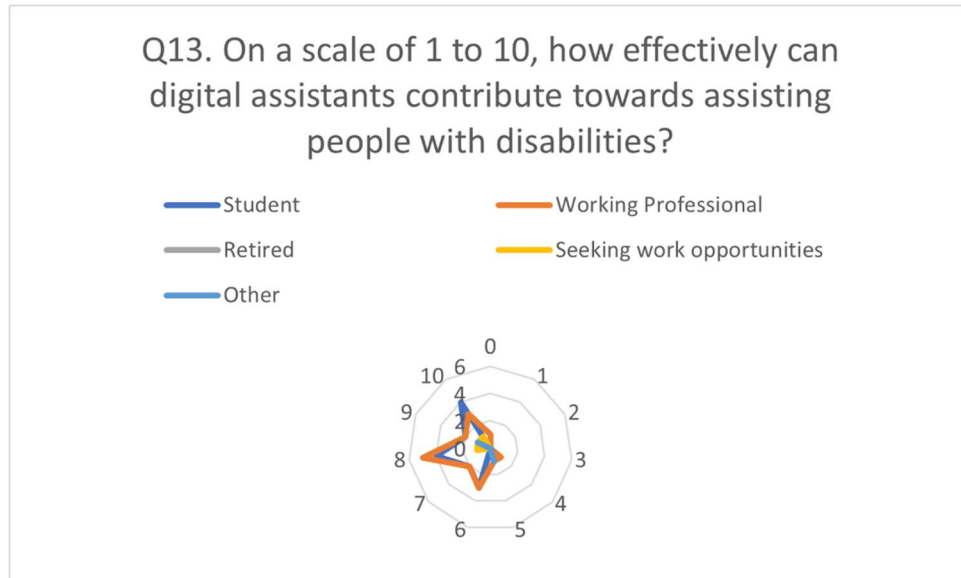 Q13. On a scale of 1 to 10, how effectively can
digital assistants contribute towards assisting
people with disabilities?
Student
Working Professional
Retired
Seeking work opportunities
Other
0
1
2
3
4
5
6
7
8
9
10
6
4
2
0